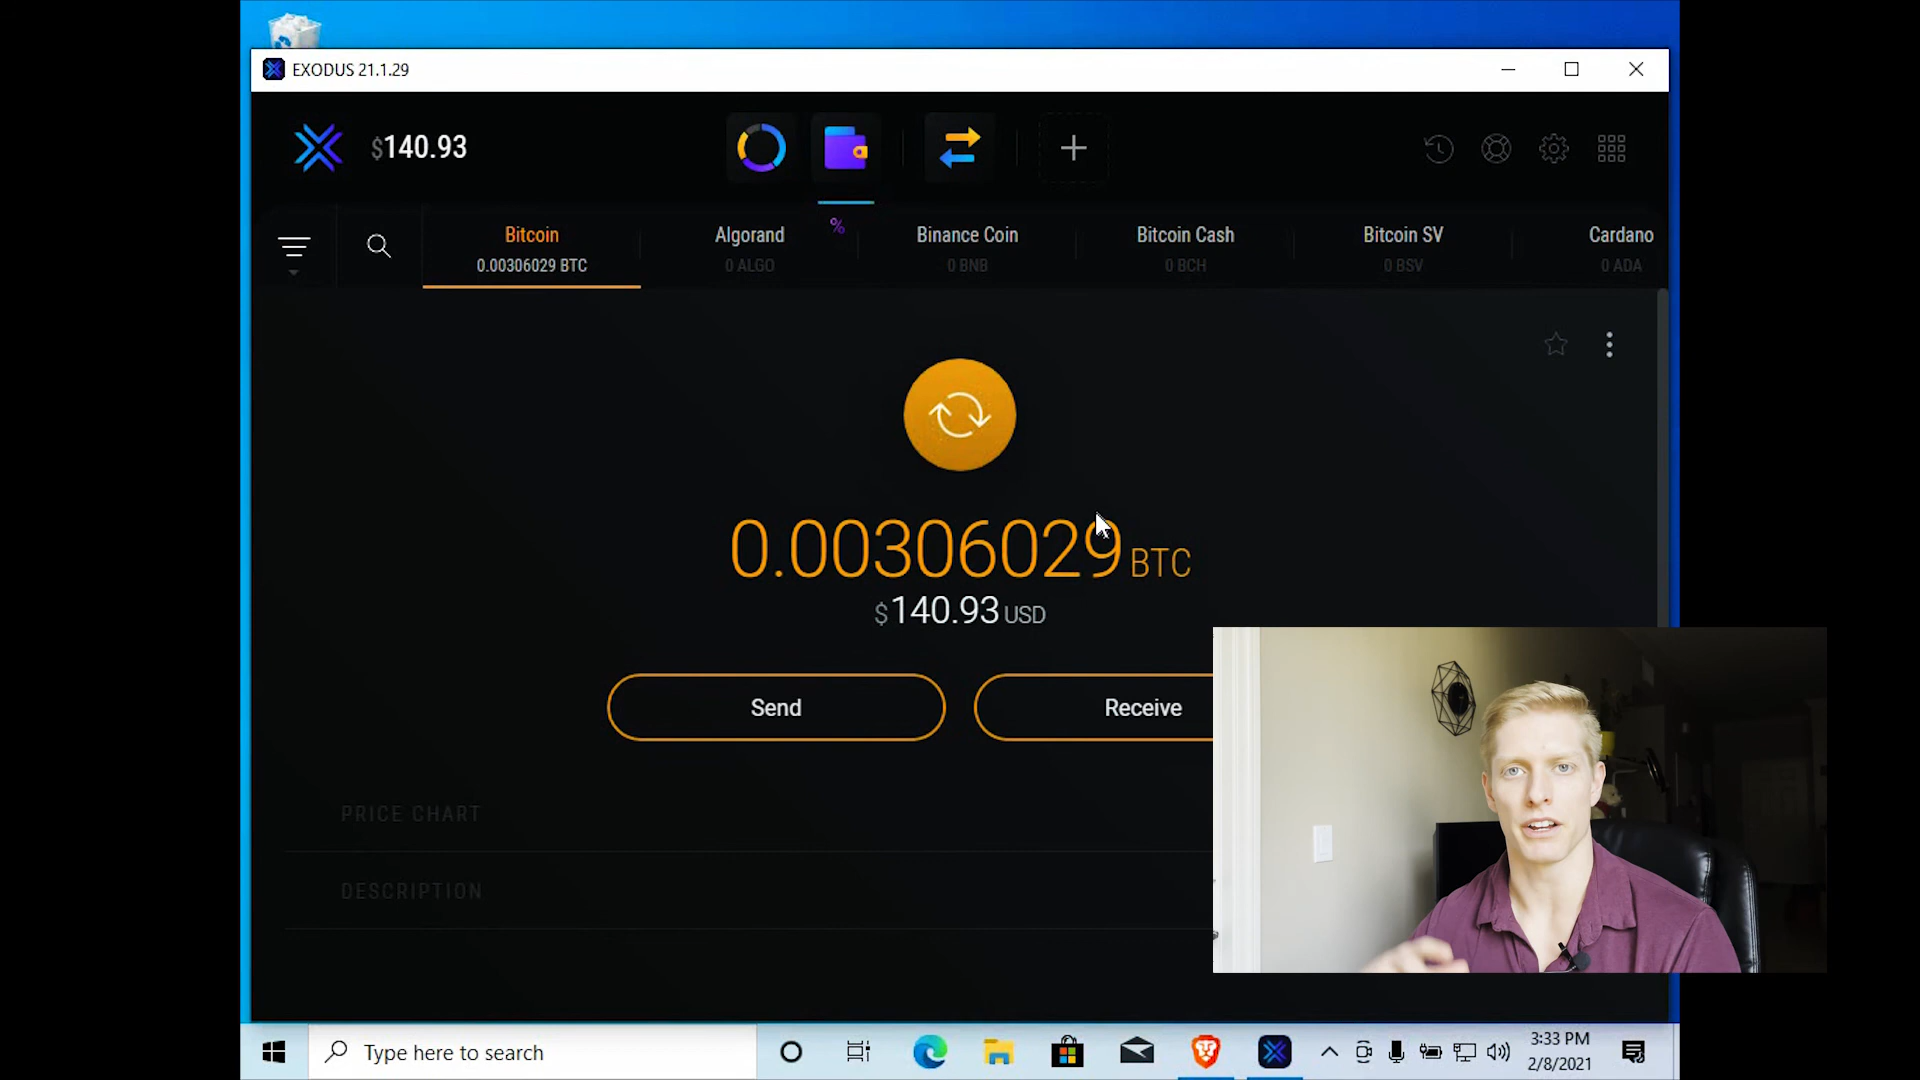 EXODUS 21.1.29
$140.93
%
Bitcoin
0.00306029 BTC
Algorand
0 ALGO
Binance Coin
0 BNB
Bitcoin Cash
0 BCH
Bitcoin SV
0 BSV
Cardano
0 ADA
0.00306029 BTC
$140.93 USD
Send
Receive
PRICE CHART
DESCRIPTION
Type here to search
3:33 PM
2/8/2021